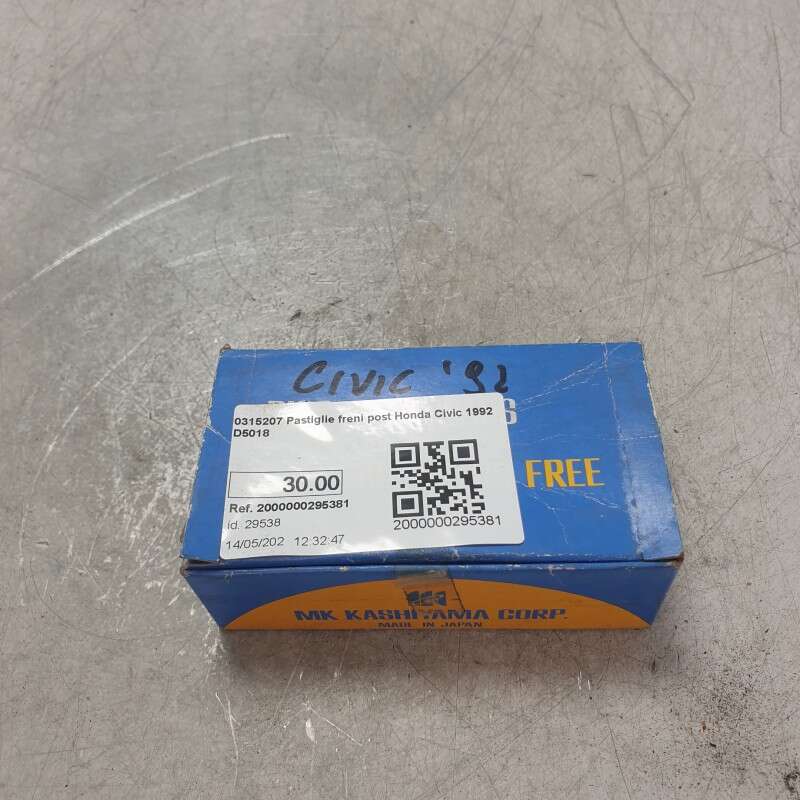 CIVIC '92
S
0315207 Pastiglie freni post Honda Civic 1992
D5018
FREE
30.00
Ref. 2000000295381
id. 29538
2000000295381
14/05/202 12:32:47
MK KASHIYAMA CORP.
MADE IN JAPAN